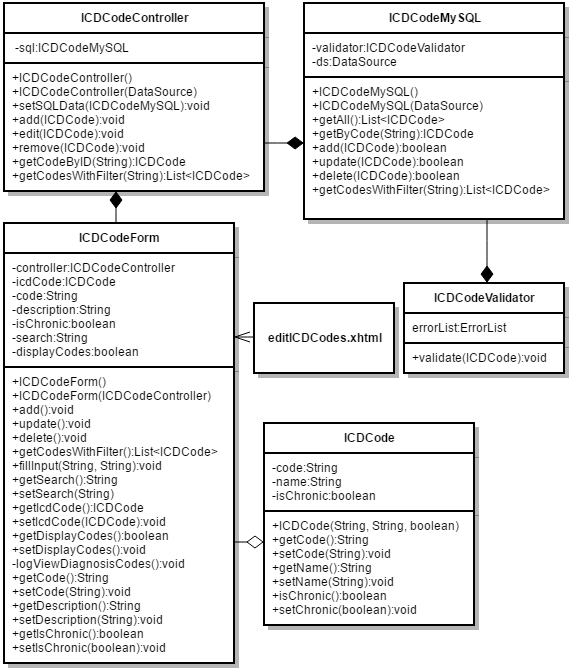 ICDCodeController
-sql:ICDCodeMySQL
+ICDCodeController()
+ICDCodeController(DataSource)
+setSQLData(ICDCodeMySQL):void
+add(ICDCode):void
+edit(ICDCode):void
+remove(ICDCode):void
+getCodeByID(String):ICDCode
+getCodesWithFilter(String):List<ICDCode>
ICDCodeMySQL
-validator:ICDCodeValidator
-ds:DataSource
+ICDCodeMySQL()
+ICDCodeMySQL(DataSource)
+getAll():List<ICDCode>
+getByCode(String):ICDCode
+add(ICDCode):boolean
+update(ICDCode):boolean
+delete(ICDCode):boolean
+getCodesWithFilter(String):List<ICDCode>
ICDCodeForm
-controller:ICDCodeController
-icdCode:ICDCode
-code:String
-description:String
-isChronic:boolean
-search:String
-displayCodes:boolean
+ICDCodeForm()
+ICDCodeForm(ICDCodeController)
+add():void
+update():void
+delete():void
+getCodesWithFilter():List<ICDCode>
+fillInput(String, String):void
+getSearch():String
+setSearch(String)
+getIcdCode():ICDCode
+setIcdCode(ICDCode):void
+getDisplayCodes():boolean
+setDisplayCodes():void
-logViewDiagnosisCodes():void
+getCode():String
+setCode(String):void
+getDescription():String
+setDescription(String):void
+getIsChronic():boolean
+setIsChronic(boolean):void
editICDCodes.xhtml
ICDCodeValidator
errorList:ErrorList
+validate(ICDCode):void
ICDCode
-code:String
-name:String
-isChronic:boolean
+ICDCode(String, String, boolean)
+getCode():String
+setCode(String):void
+getName():String
+setName(String):void
+isChronic():boolean
+setChronic(boolean):void